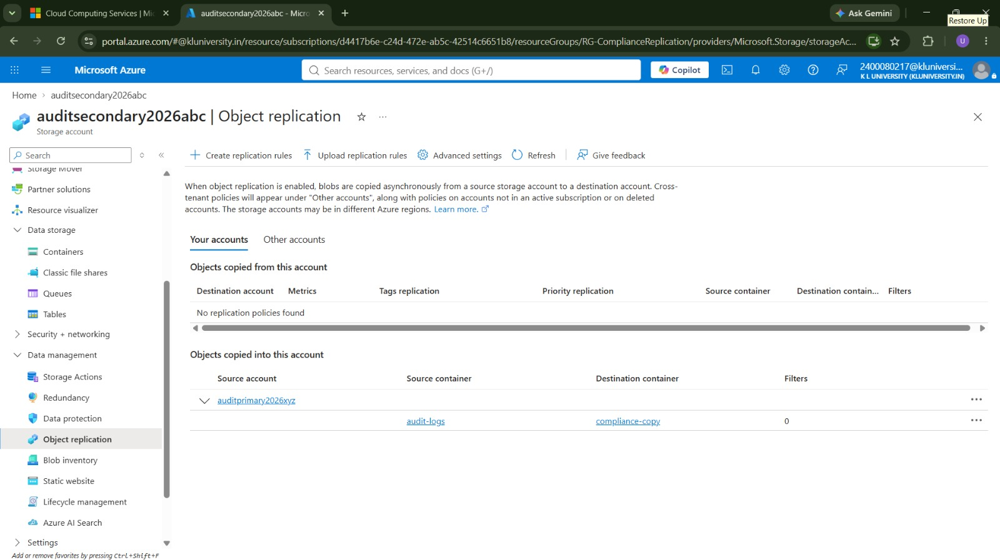 Cloud Computing Services | Mi
auditsecondary2026abc - Micro
Ask Gemini
Restore Up
portal.azure.com/#@kluniversity.in/resource/subscriptions/d4417b6e-c24d-472e-ab5c-42514c6651b8/resourceGroups/RG-ComplianceReplication/providers/Microsoft.Storage/storageAc...
U
Microsoft Azure
Search resources, services, and docs (G+/)
Copilot
2400080217@kluniversi...
K L UNIVERSITY (KLUNIVERSITY.IN)
Home > auditsecondary2026abc
auditsecondary2026abc | Object replication
Storage account
Search
Create replication rules
Upload replication rules
Advanced settings
Refresh
Give feedback
Storage Mover
Partner solutions
Resource visualizer
Data storage
Containers
Classic file shares
Queues
Tables
Security + networking
Data management
Storage Actions
Redundancy
Data protection
Object replication
Blob inventory
Static website
Lifecycle management
Azure AI Search
Settings
Add or remove favorites by pressing Ctrl+Shift+F
When object replication is enabled, blobs are copied asynchronously from a source storage account to a destination account. Cross-
tenant policies will appear under "Other accounts", along with policies on accounts not in an active subscription or on deleted
accounts. The storage accounts may be in different Azure regions. Learn more.
Your accounts
Other accounts
Objects copied from this account
Destination account Metrics Tags replication Priority replication Source container Destination contain... Filters
No replication policies found
Objects copied into this account
Source account Source container Destination container Filters
auditprimary2026xyz
audit-logs compliance-copy 0